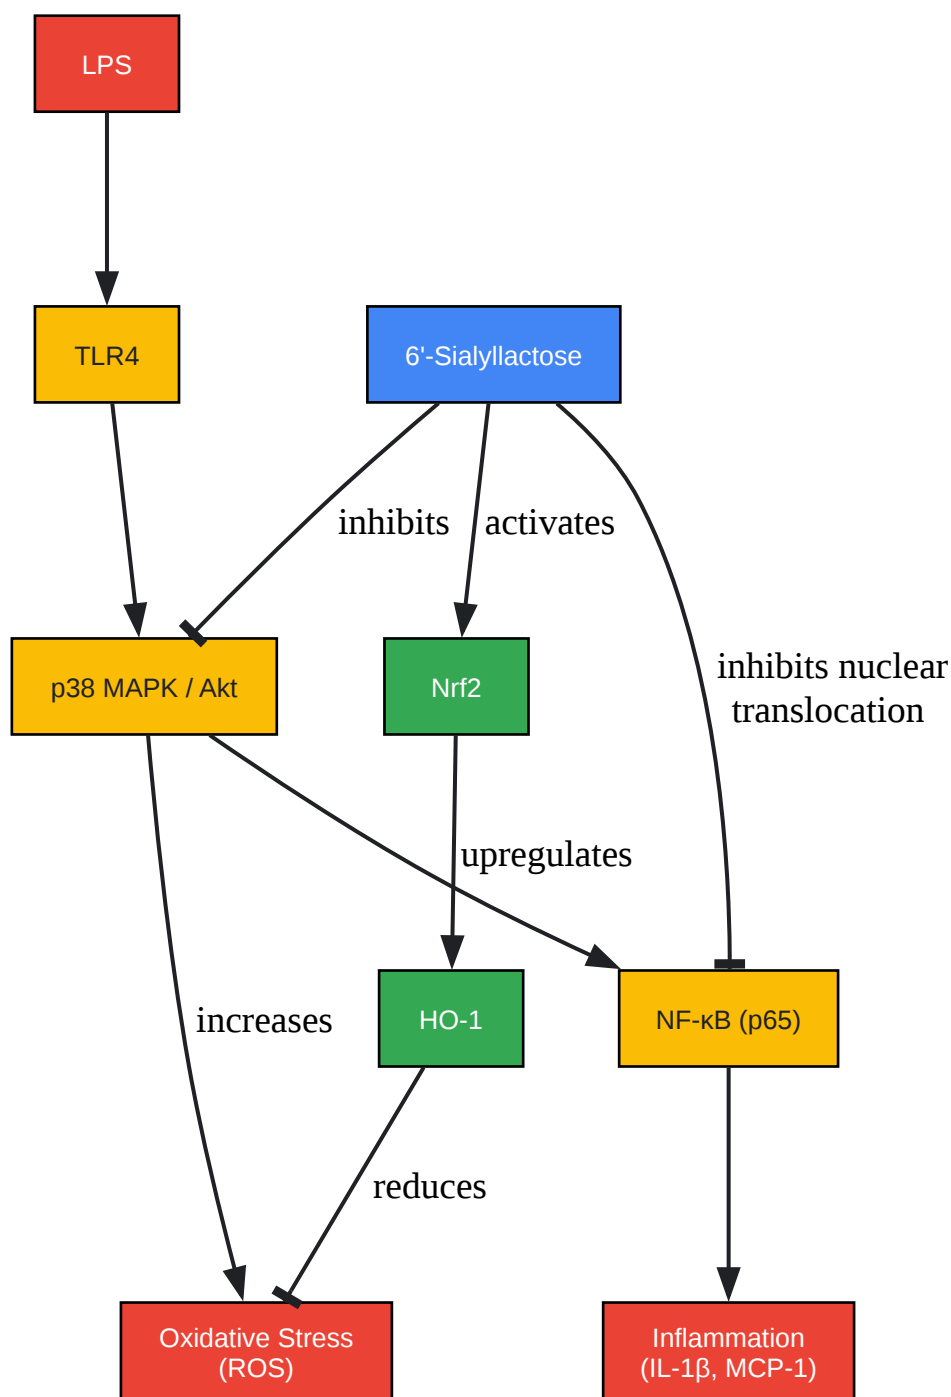 LPS
TLR4
6'-Sialyllactose
inhibits
activates
inhibits nuclear
translocation
p38 MAPK / Akt
Nrf2
upregulates
increases
HO-1
NF-κB (p65)
reduces
Oxidative Stress
(ROS)
Inflammation
(IL-1β, MCP-1)